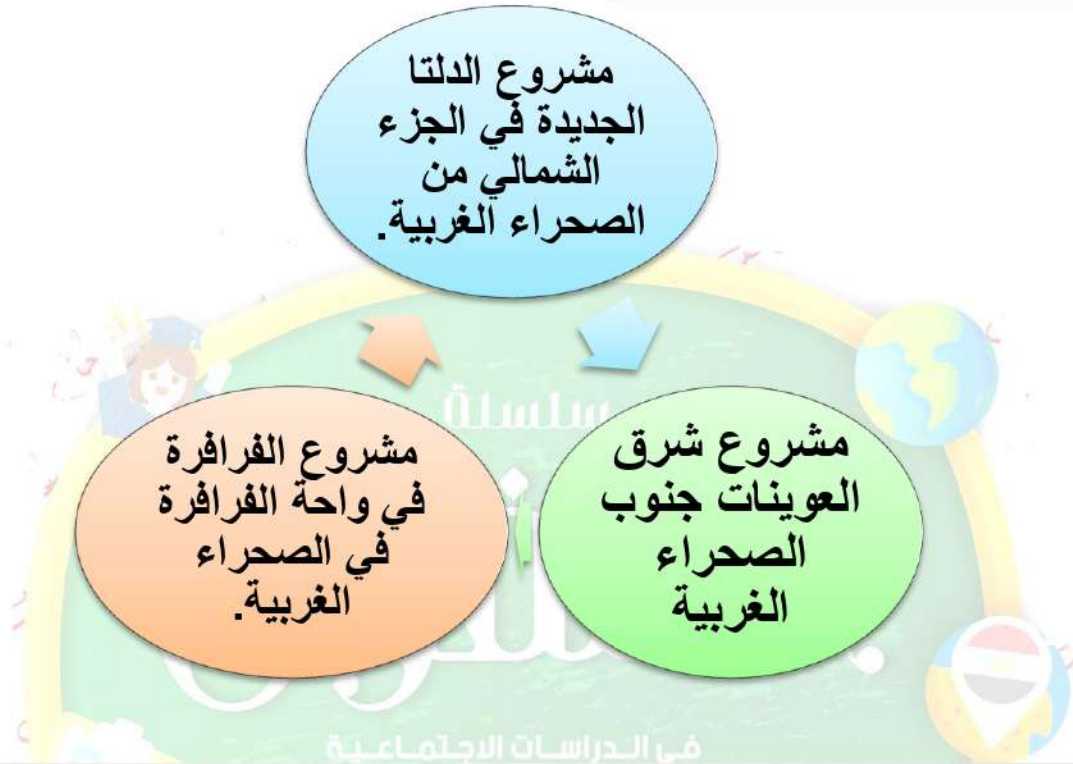 مشروع الدلتا
الجديدة في الجزء
الشمالي من
الصحراء الغربية.
مشروع شرق
العوينات جنوب
الصحراء
الغربية
مشروع الفرافرة
في واحة الفرافرة
في الصحراء
الغربية.
سلسلة
في الدراسات الاجتماعية